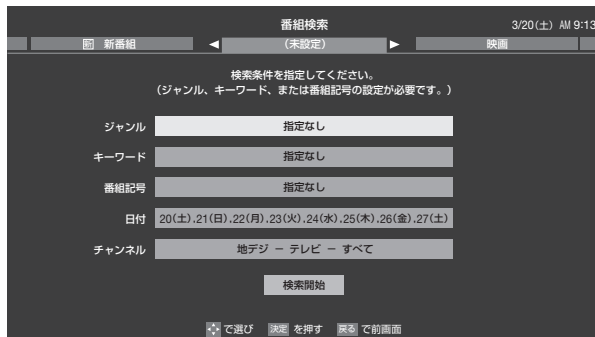 番組検索
3/20(土) AM 9:13
新 新番組
(未設定)
映画
検索条件を指定してください。
(ジャンル、キーワード、または番組記号の設定が必要です。)
ジャンル 指定なし
キーワード 指定なし
番組記号 指定なし
日付 20(土).21(日).22(月).23(火).24(水).25(木).26(金).27(土)
チャンネル 地デジ − テレビ − すべて
検索開始
で選び 決定 を押す 戻る で前画面